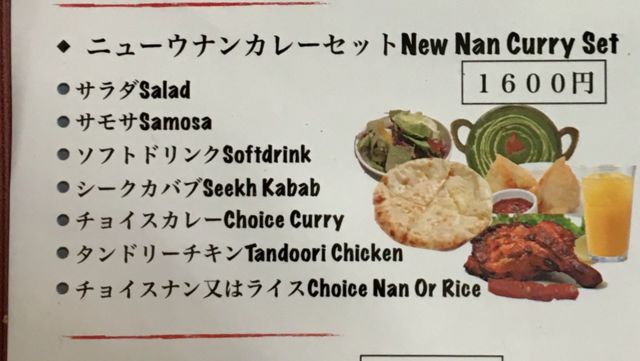 ◆ ニューウナンカレーセットNew Nan Curry Set
1600円
サラダSalad
サモサSamosa
ソフトドリンクSoftdrink
シークカバブSeekh Kabab
チョイスカレーChoice Curry
タンドリーチキンTandoori Chicken
チョイスナン又はライスChoice Nan Or Rice